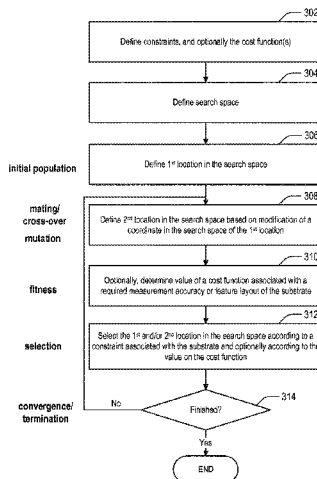 302
Define constraints, and optionally the cost function(s)
304
Define search space
306
initial population
Define 1st location in the search space
308
mating/
cross-over
mutation
Define 2nd location in the search space based on modification of a
coordinate in the search space of the 1st location
310
fitness
Optionally, determine value of a cost function associated with a
required measurement accuracy or feature layout of the substrate
312
selection
Select the 1st and/or 2nd location in the search space according to a
constraint associated with the substrate and optionally according to the
value on the cost function
314
convergence/
termination
No
Finished?
Yes
END